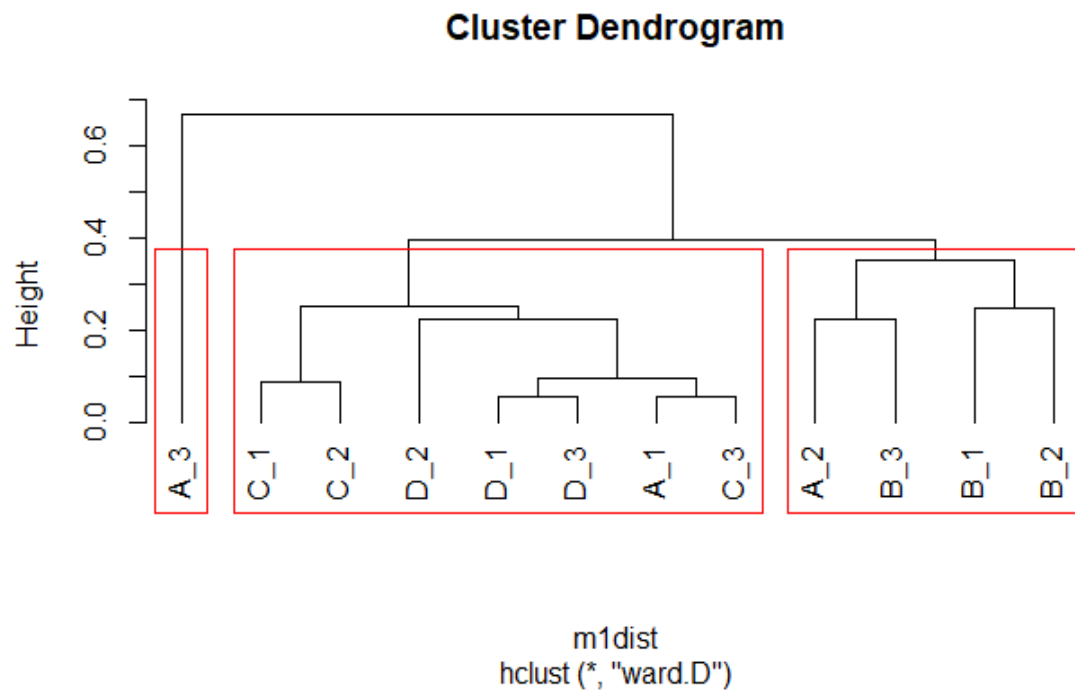 Cluster Dendrogram
Height
0.0
0.2
0.4
0.6
A_3
C_1
C_2
D_2
D_1
D_3
A_1
C_3
A_2
B_3
B_1
B_2
m1dist
hclust (*, "ward.D")